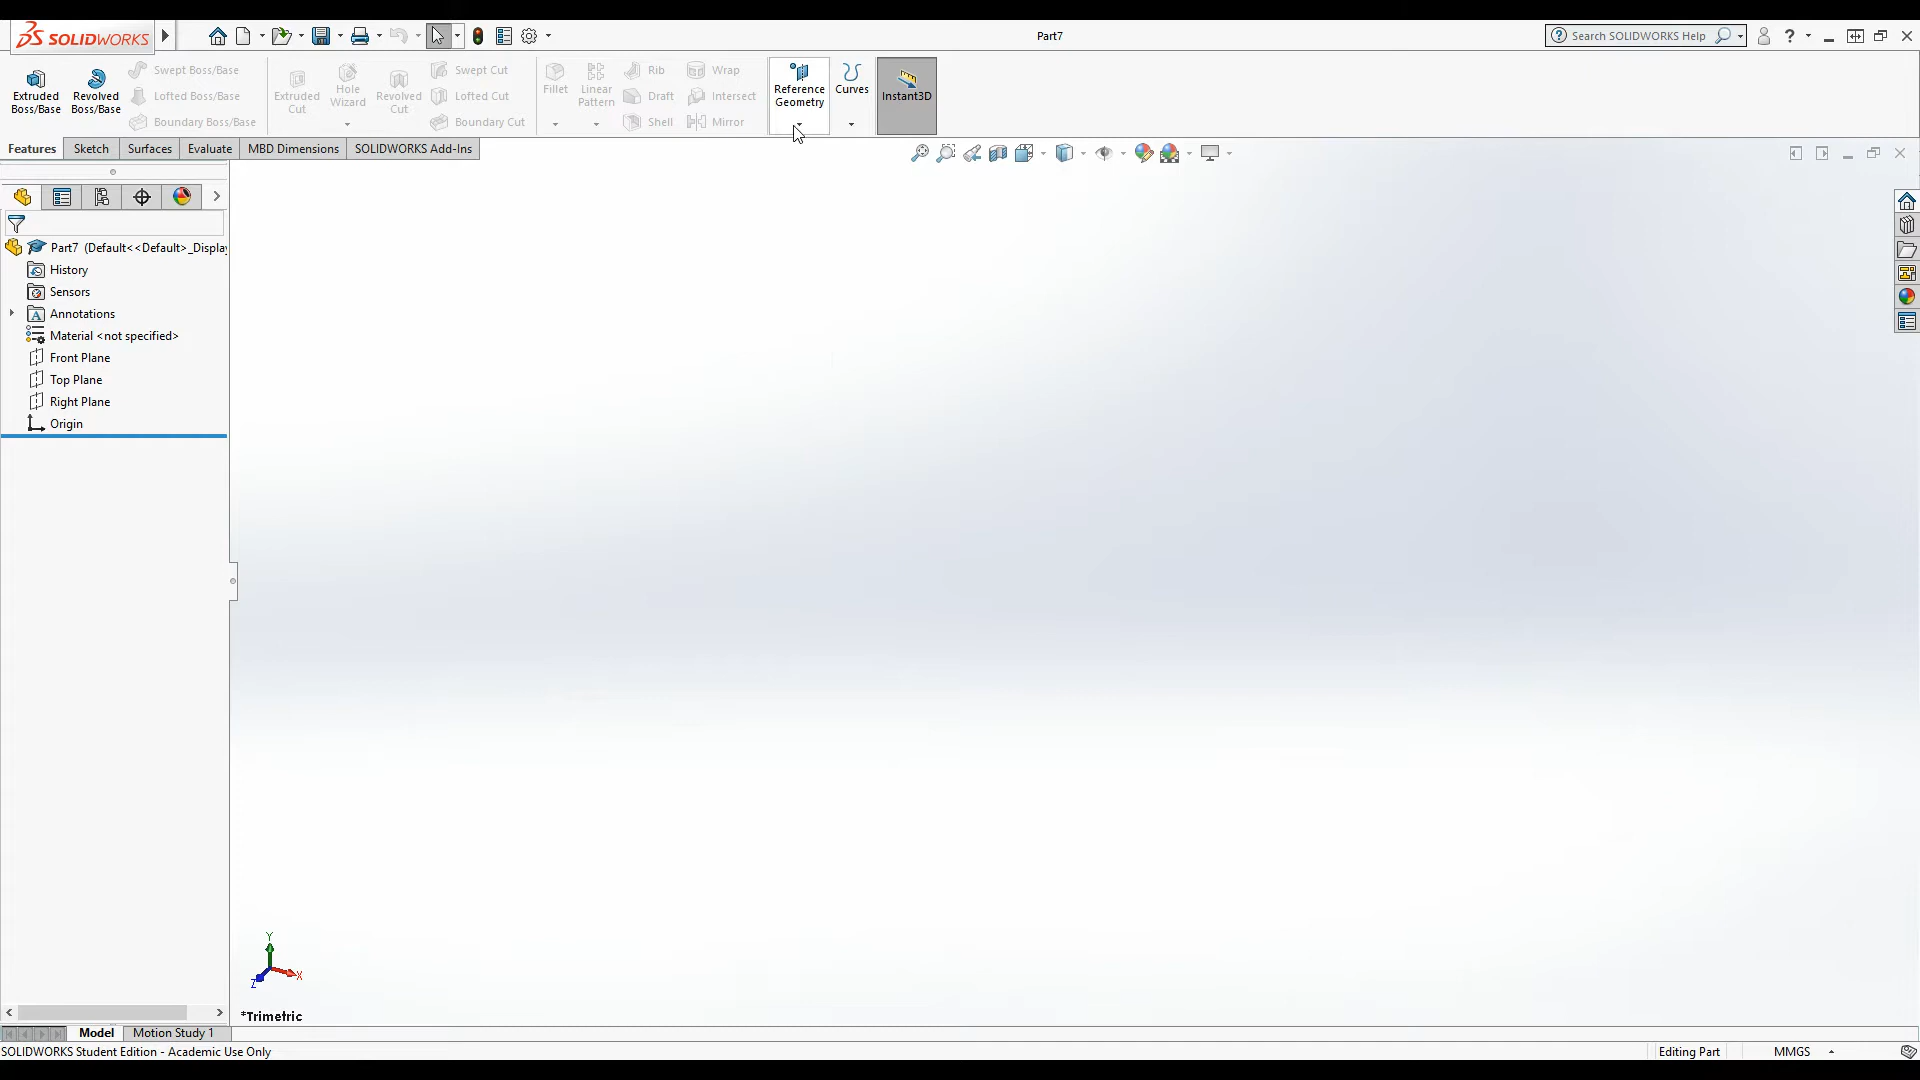 SOLIDWORKS
Part7
Search SOLIDWORKS Help
Extruded Boss/Base
Revolved Boss/Base
Swept Boss/Base
Lofted Boss/Base
Boundary Boss/Base
Extruded Cut
Hole Wizard
Revolved Cut
Swept Cut
Lofted Cut
Boundary Cut
Fillet
Linear Pattern
Rib
Draft
Shell
Wrap
Intersect
Mirror
Reference Geometry
Curves
Instant3D
Features
Sketch
Surfaces
Evaluate
MBD Dimensions
SOLIDWORKS Add-Ins
Part7 (Default<<Default>_Display
History
Sensors
Annotations
Material <not specified>
Front Plane
Top Plane
Right Plane
Origin
Y
X
Z
*Trimetric
Model
Motion Study 1
SOLIDWORKS Student Edition - Academic Use Only
Editing Part
MMGS